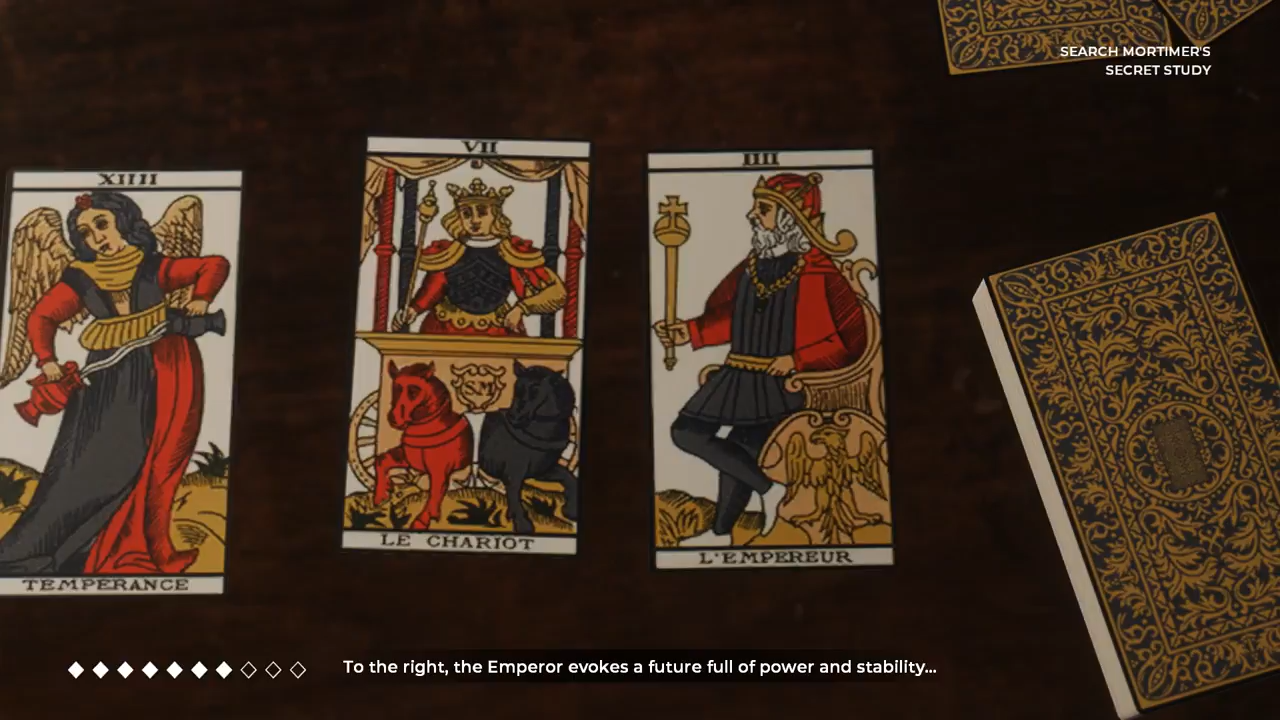 SEARCH MORTIMER'S
SECRET STUDY
XIIII
VII
IIII
SM
LE CHARIOT
L'EMPEREUR
TEMPERANCE
To the right, the Emperor evokes a future full of power and stability...